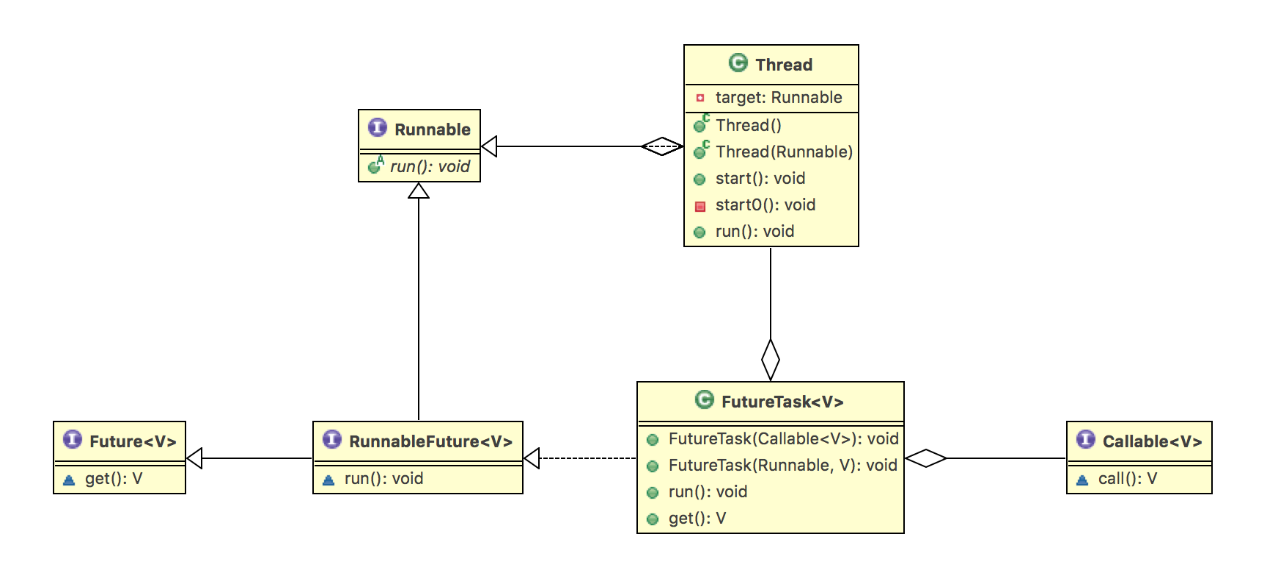 C Thread
target: Runnable
C Thread()
C Thread(Runnable)
start(): void
start0(): void
run(): void
I Runnable
A run(): void
I Future<V>
get(): V
I RunnableFuture<V>
run(): void
C FutureTask<V>
FutureTask(Callable<V>): void
FutureTask(Runnable, V): void
run(): void
get(): V
I Callable<V>
call(): V